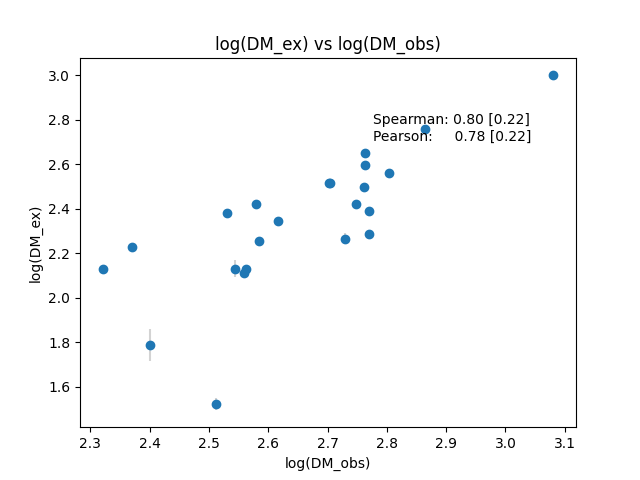 log(DM_ex) vs log(DM_obs)
3.0
2.8
2.6
2.4
2.2
2.0
1.8
1.6
log(DM_ex)
Spearman: 0.80 [0.22]
Pearson: 0.78 [0.22]
2.3 2.4 2.5 2.6 2.7 2.8 2.9 3.0 3.1
log(DM_obs)